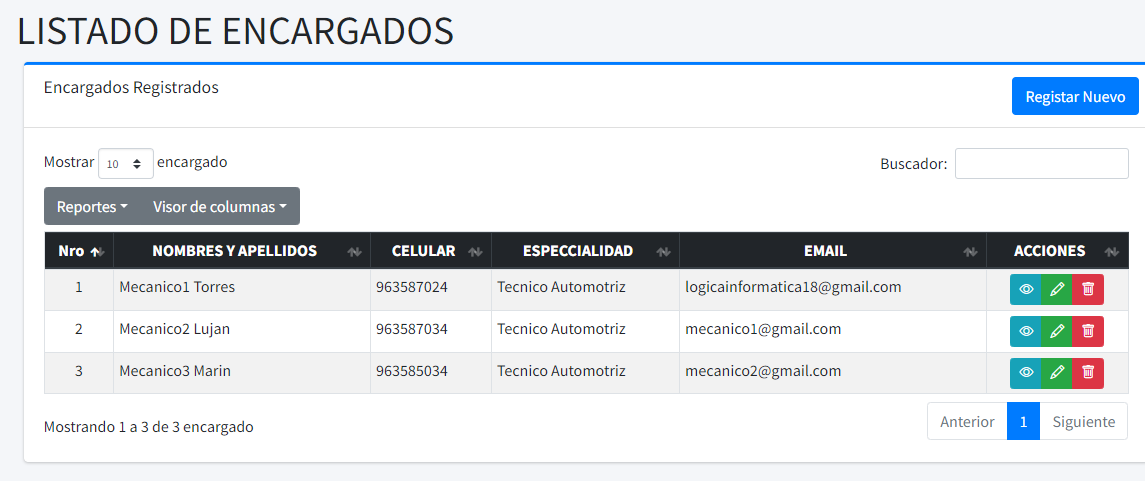 LISTADO DE ENCARGADOS
Encargados Registrados
Registar Nuevo
Mostrar 10 encargado
Buscador:
Reportes Visor de columnas
Nro NOMBRES Y APELLIDOS CELULAR ESPECCIALIDAD EMAIL ACCIONES
1 Mecanico1 Torres 963587024 Tecnico Automotriz logicainformatica18@gmail.com
2 Mecanico2 Lujan 963587034 Tecnico Automotriz mecanico1@gmail.com
3 Mecanico3 Marin 963585034 Tecnico Automotriz mecanico2@gmail.com
Mostrando 1 a 3 de 3 encargado
Anterior 1 Siguiente